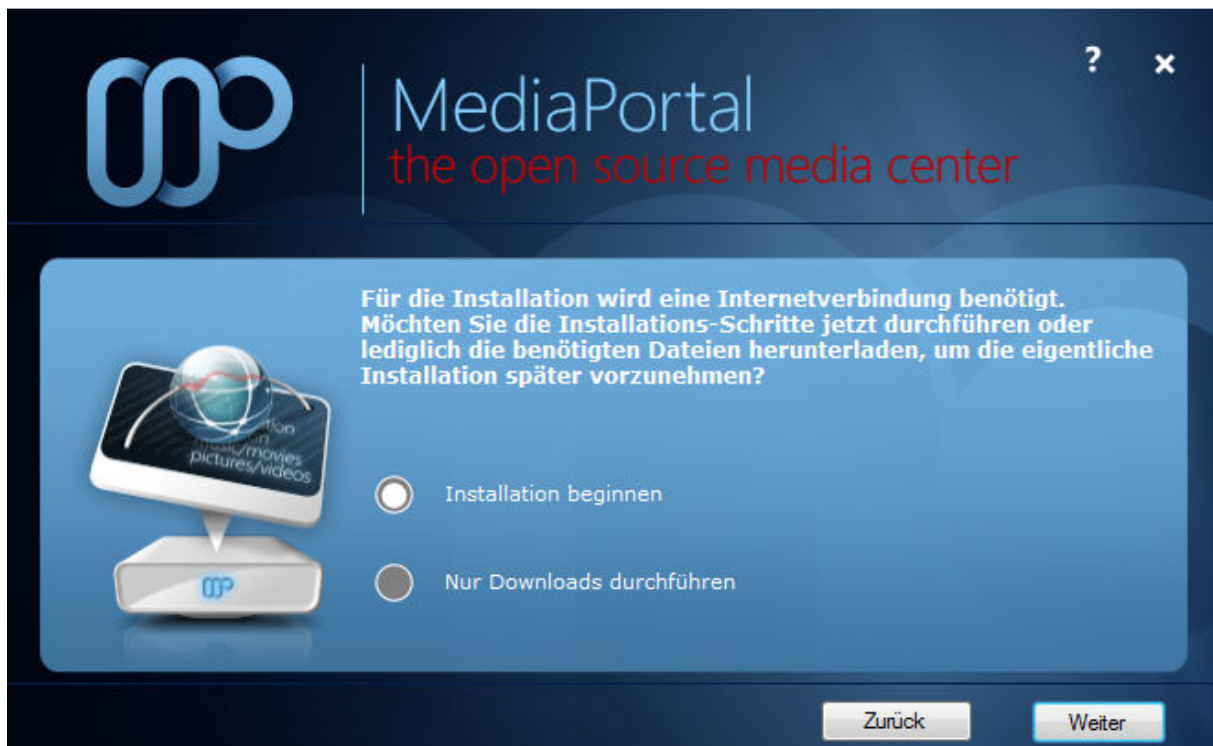 ? ×
MediaPortal
the open source media center
Für die Installation wird eine Internetverbindung benötigt.
Möchten Sie die Installations-Schritte jetzt durchführen oder
lediglich die benötigten Dateien herunterladen, um die eigentliche
Installation später vorzunehmen?
music/movies
pictures/videos
Installation beginnen
Nur Downloads durchführen
Zurück
Weiter